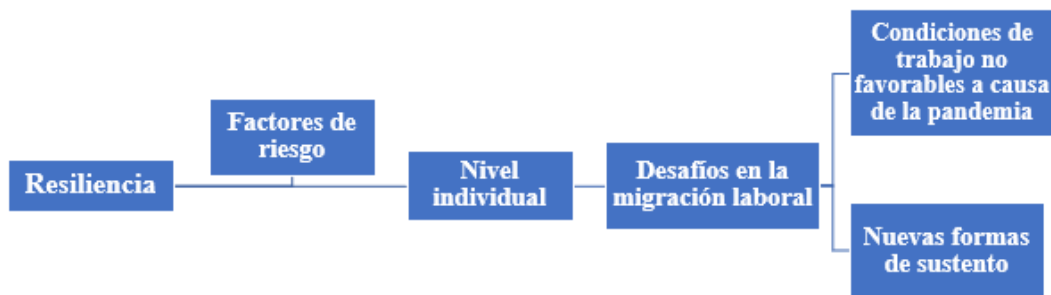 Resiliencia
Factores de
riesgo
Nivel
individual
Desafíos en la
migración laboral
Condiciones de
trabajo no
favorables a causa
de la pandemia
Nuevas formas
de sustento